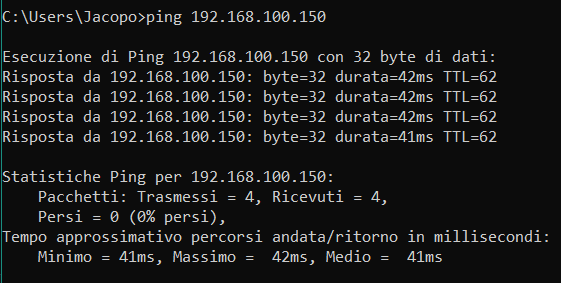 C:\Users\Jacopo>ping 192.168.100.150
Esecuzione di Ping 192.168.100.150 con 32 byte di dati:
Risposta da 192.168.100.150: byte=32 durata=42ms TTL=62
Risposta da 192.168.100.150: byte=32 durata=42ms TTL=62
Risposta da 192.168.100.150: byte=32 durata=42ms TTL=62
Risposta da 192.168.100.150: byte=32 durata=41ms TTL=62
Statistiche Ping per 192.168.100.150:
    Pacchetti: Trasmessi = 4, Ricevuti = 4,
    Persi = 0 (0% persi),
Tempo approssimativo percorsi andata/ritorno in millisecondi:
    Minimo = 41ms, Massimo =  42ms, Medio =  41ms